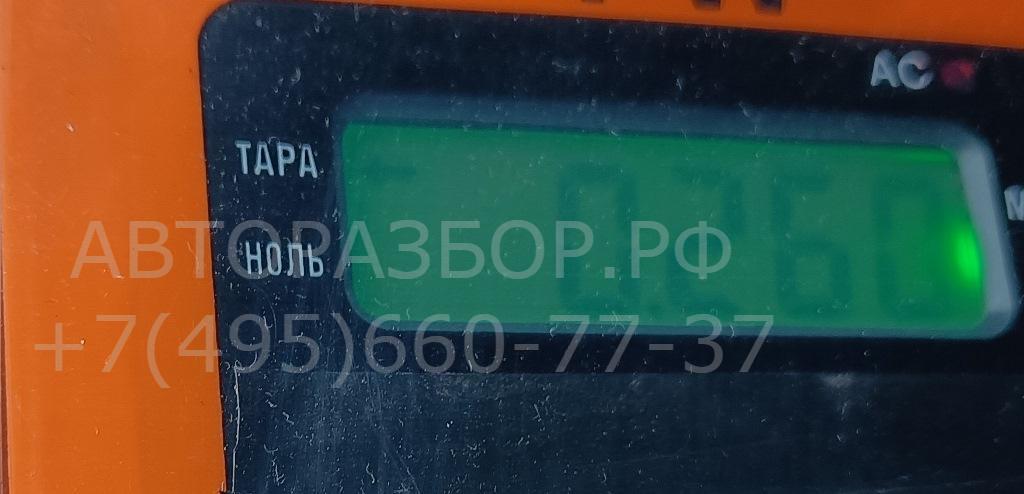 AC
ТАРА
0.260
АВТОРАЗБОР.РФ
НОЛЬ
+7(495)660-77-37